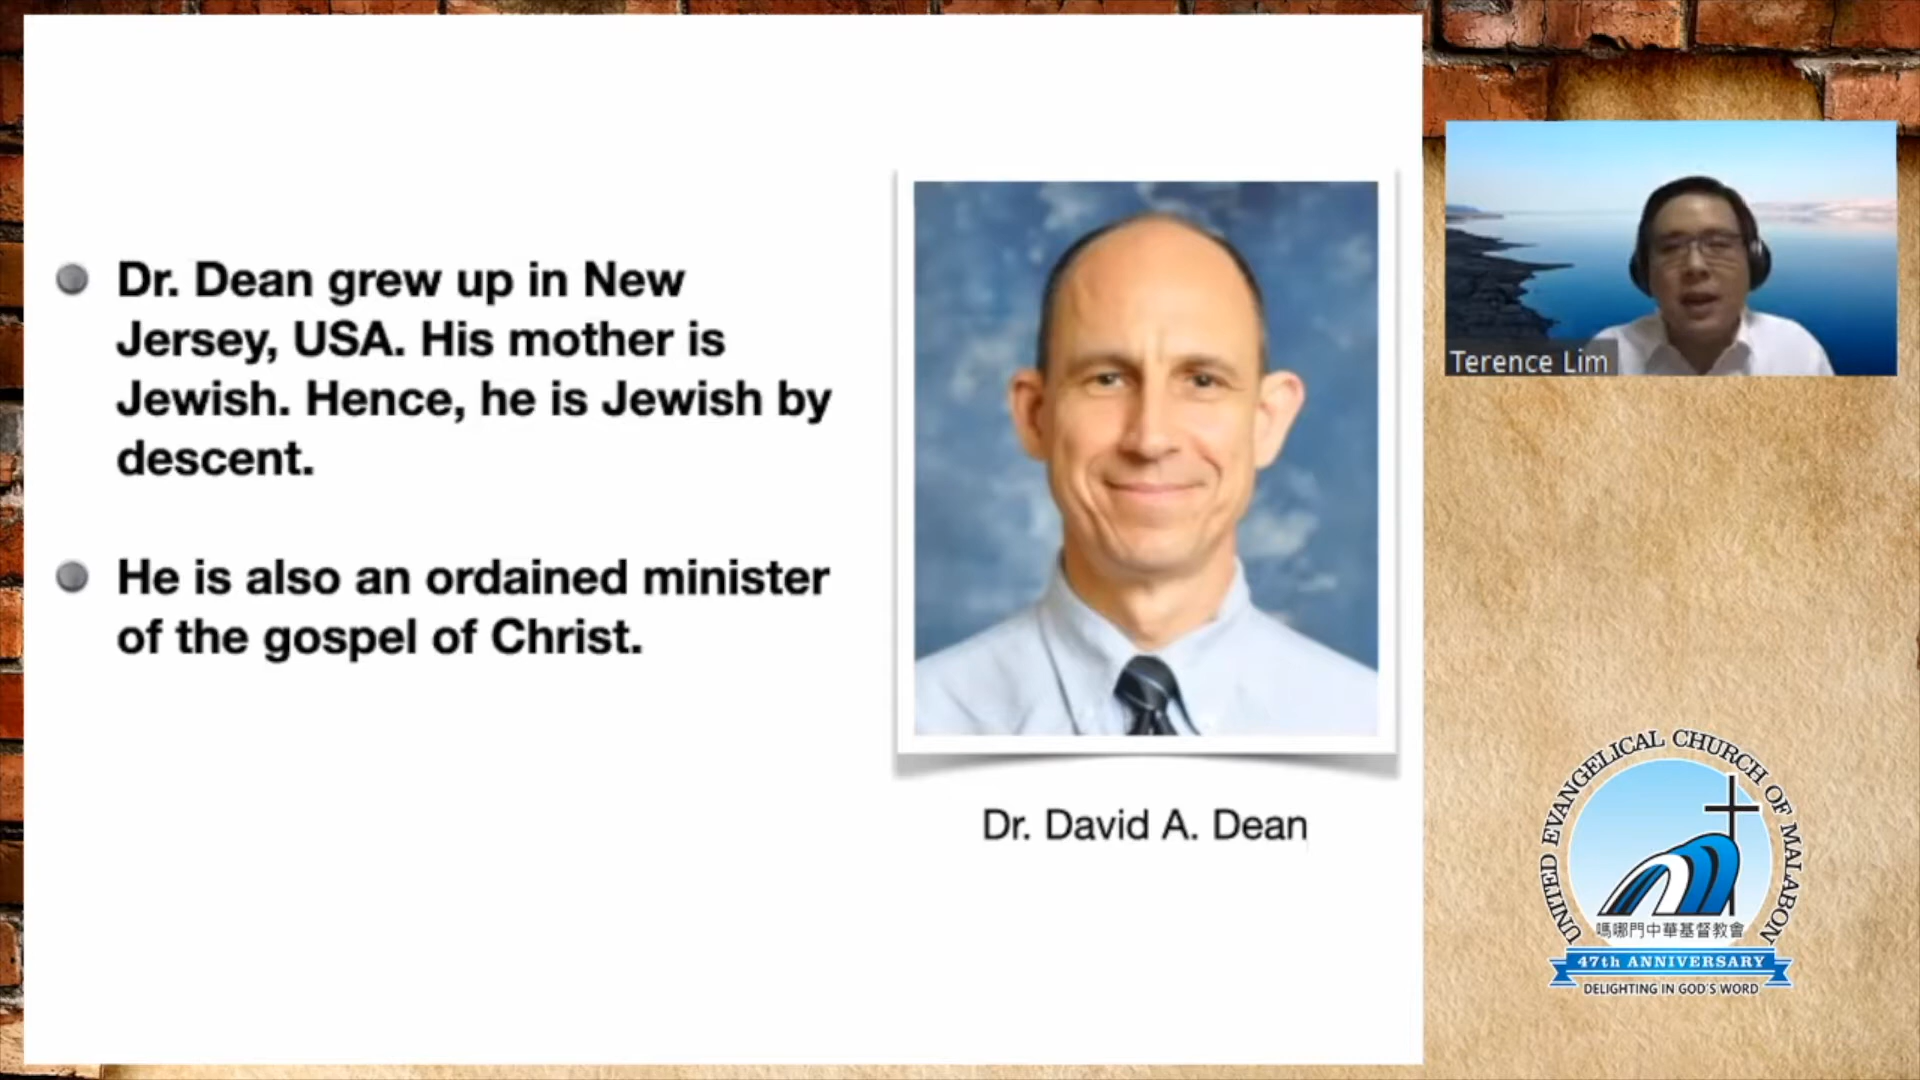 Dr. Dean grew up in New
Jersey, USA. His mother is
Jewish. Hence, he is Jewish by
descent.
He is also an ordained minister
of the gospel of Christ.
Dr. David A. Dean
Terence Lim
UNITED EVANGELICAL CHURCH OF MALABON
嗎哪門中華基督教會
47th ANNIVERSARY
DELIGHTING IN GOD'S WORD